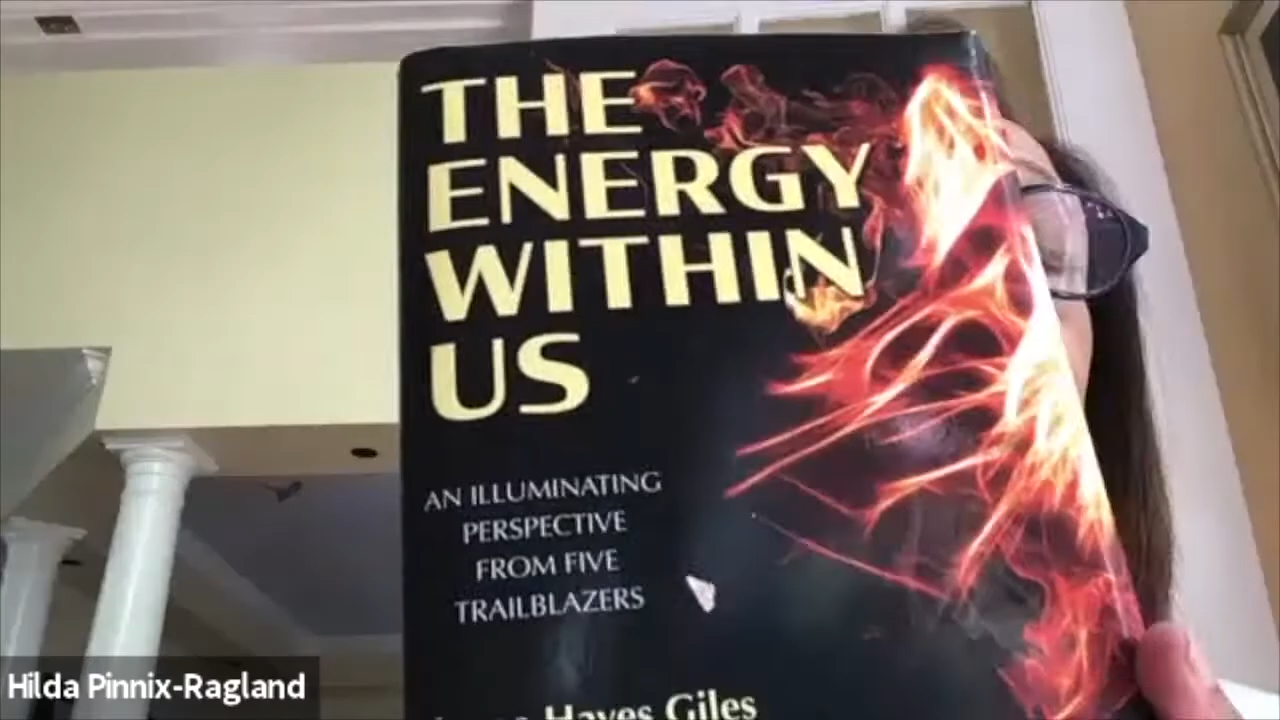 THE
ENERGY
WITHIN
US
AN ILLUMINATING
PERSPECTIVE
FROM FIVE
TRAILBLAZERS
Hayes Giles
Hilda Pinnix-Ragland